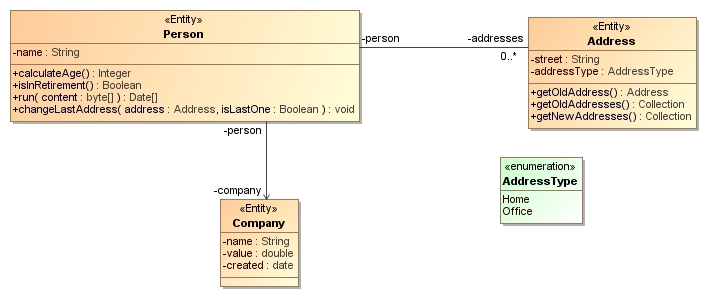 «Entity»
Person
-name : String
+calculateAge() : Integer
+isInRetirement() : Boolean
+run( content : byte[] ) : Date[]
+changeLastAddress( address : Address, isLastOne : Boolean ) : void
-person
-addresses
0..*
«Entity»
Address
-street : String
-addressType : AddressType
+getOldAddress() : Address
+getOldAddresses() : Collection
+getNewAddresses() : Collection
-person
-company
«Entity»
Company
-name : String
-value : double
-created : date
«enumeration»
AddressType
Home
Office